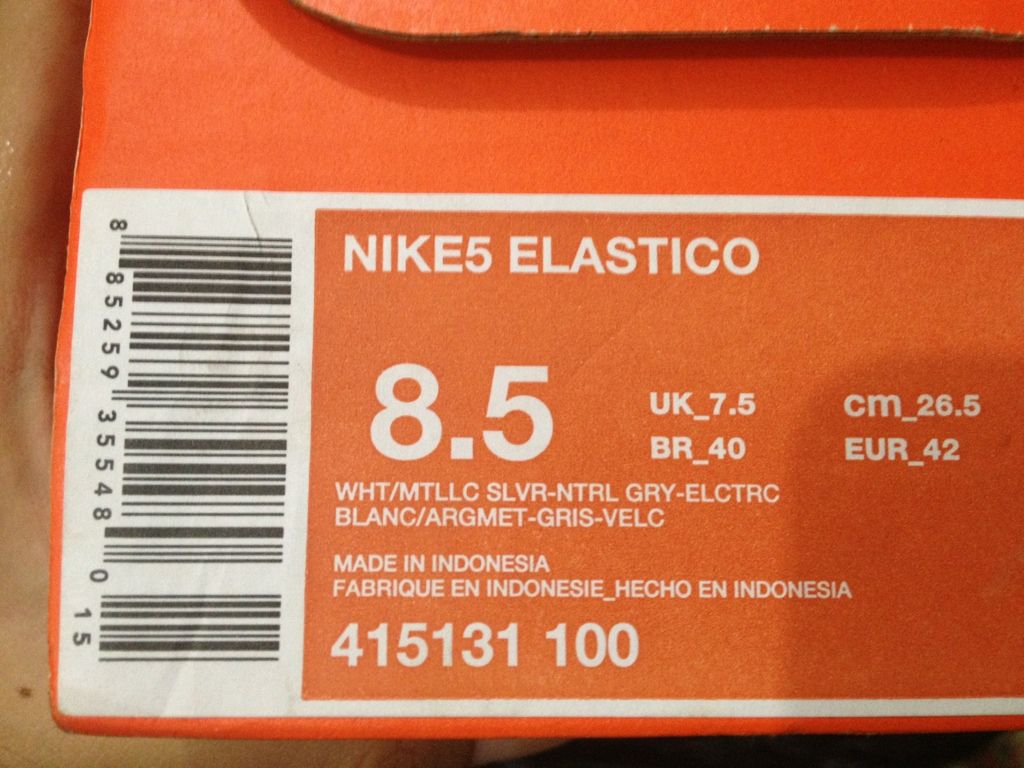 8 85259 35548 0 15
NIKE5 ELASTICO
8.5
UK_7.5 cm_26.5
BR_40 EUR_42
WHT/MTLLC SLVR-NTRL GRY-ELCTRC
BLANC/ARGMET-GRIS-VELC
MADE IN INDONESIA
FABRIQUE EN INDONESIE_HECHO EN INDONESIA
415131 100